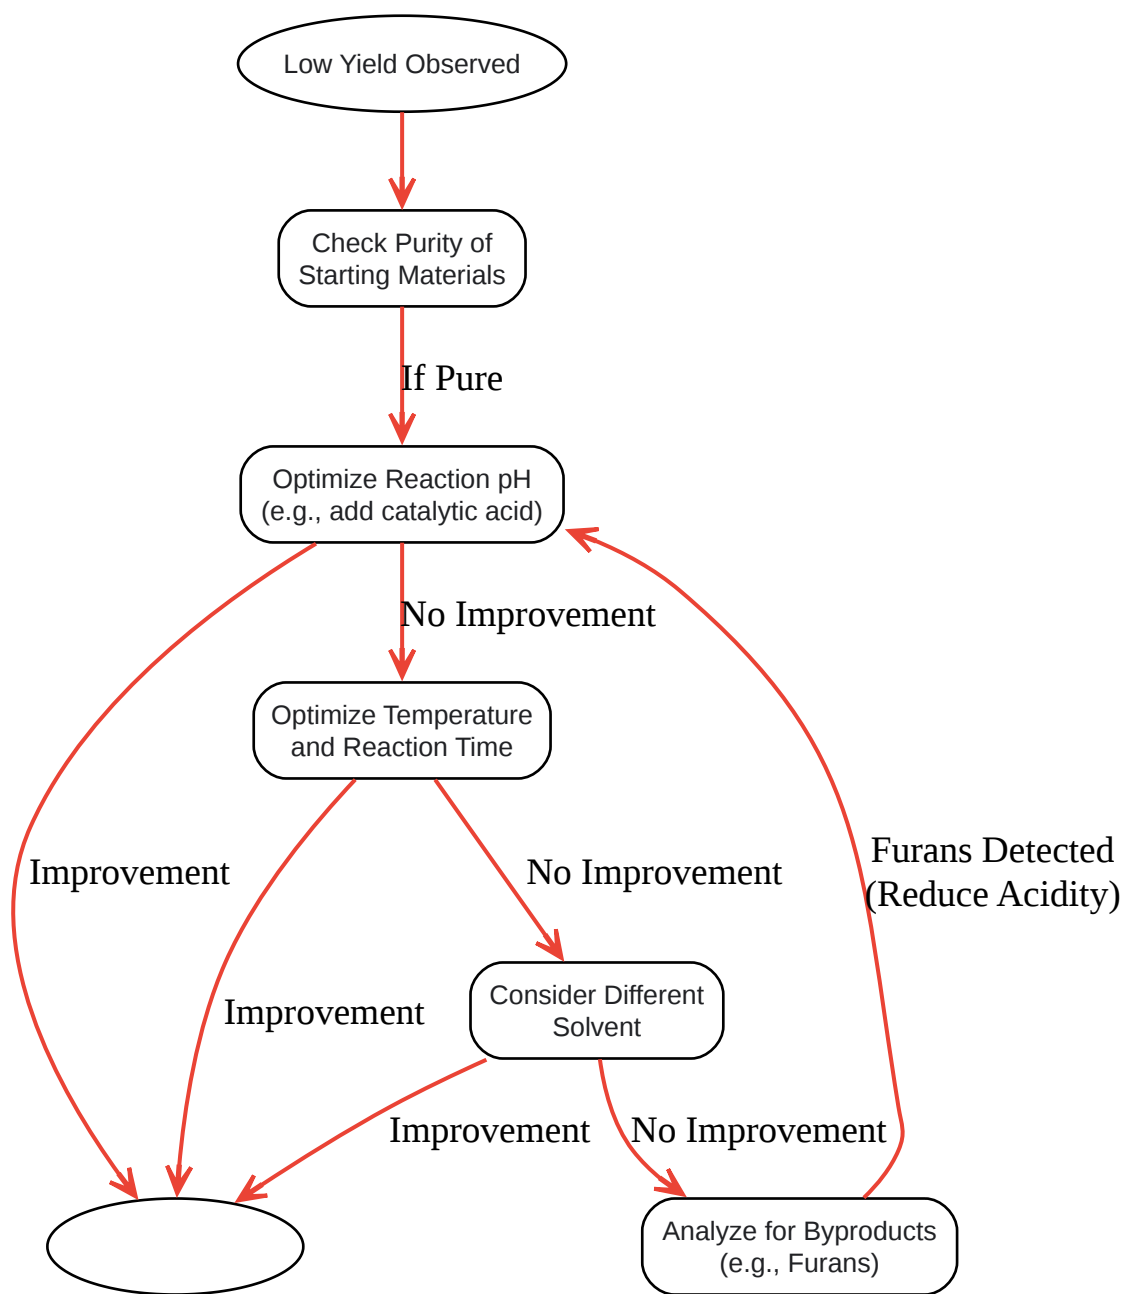 Low Yield Observed
Check Purity of
Starting Materials
If Pure
Optimize Reaction pH
(e.g., add catalytic acid)
No Improvement
Optimize Temperature
and Reaction Time
Improvement
No Improvement
Furans Detected
(Reduce Acidity)
Improvement
Consider Different
Solvent
Improvement
No Improvement
Analyze for Byproducts
(e.g., Furans)